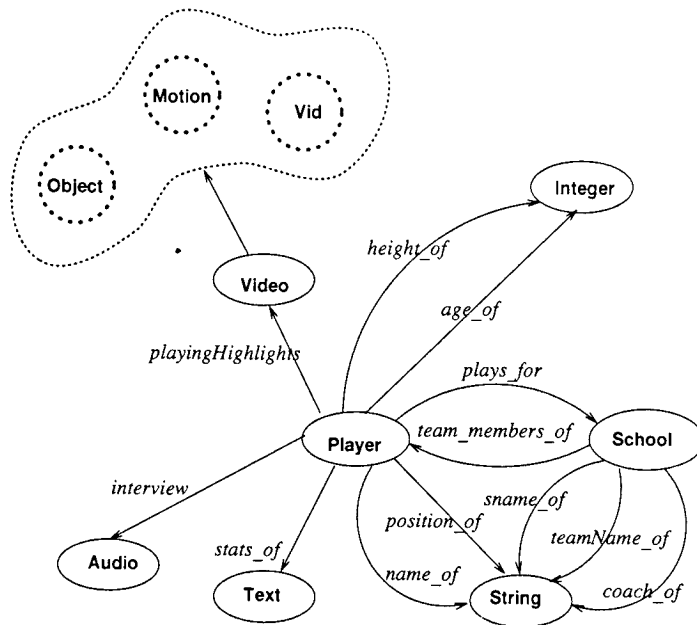 Motion
Vid
Object
Integer
height_of
Video
age_of
playingHighlights
plays_for
Player
team_members_of
School
interview
sname_of
position_of
teamName_of
stats_of
Audio
name_of
coach_of
Text
String